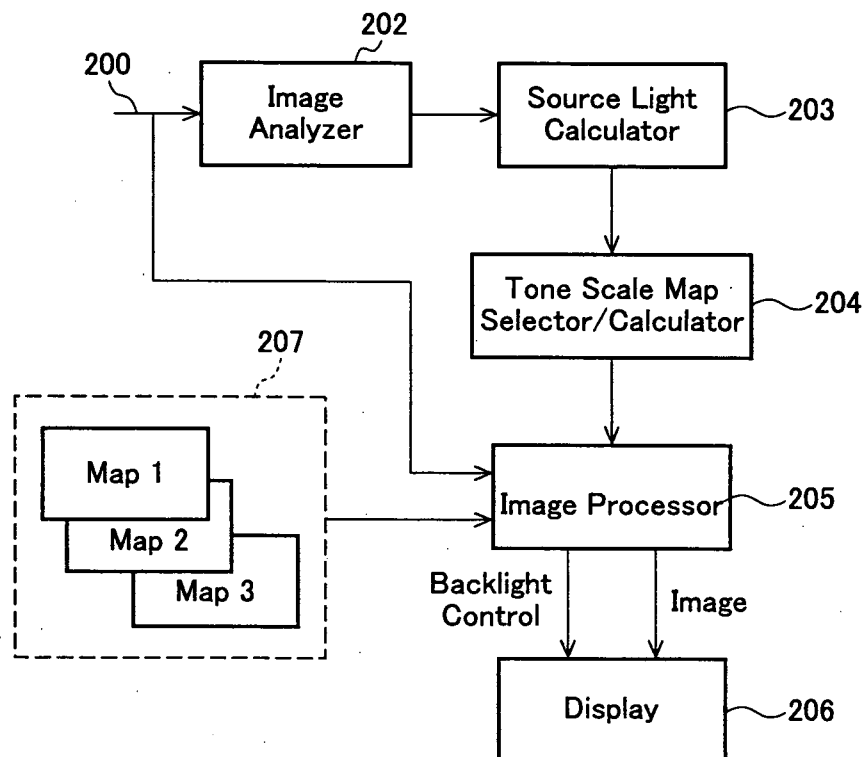 202
200
Image
Analyzer
Source Light
Calculator
203
Tone Scale Map
Selector/Calculator
204
207
Map 1
Map 2
Map 3
Image Processor
205
Backlight
Control
Image
Display
206